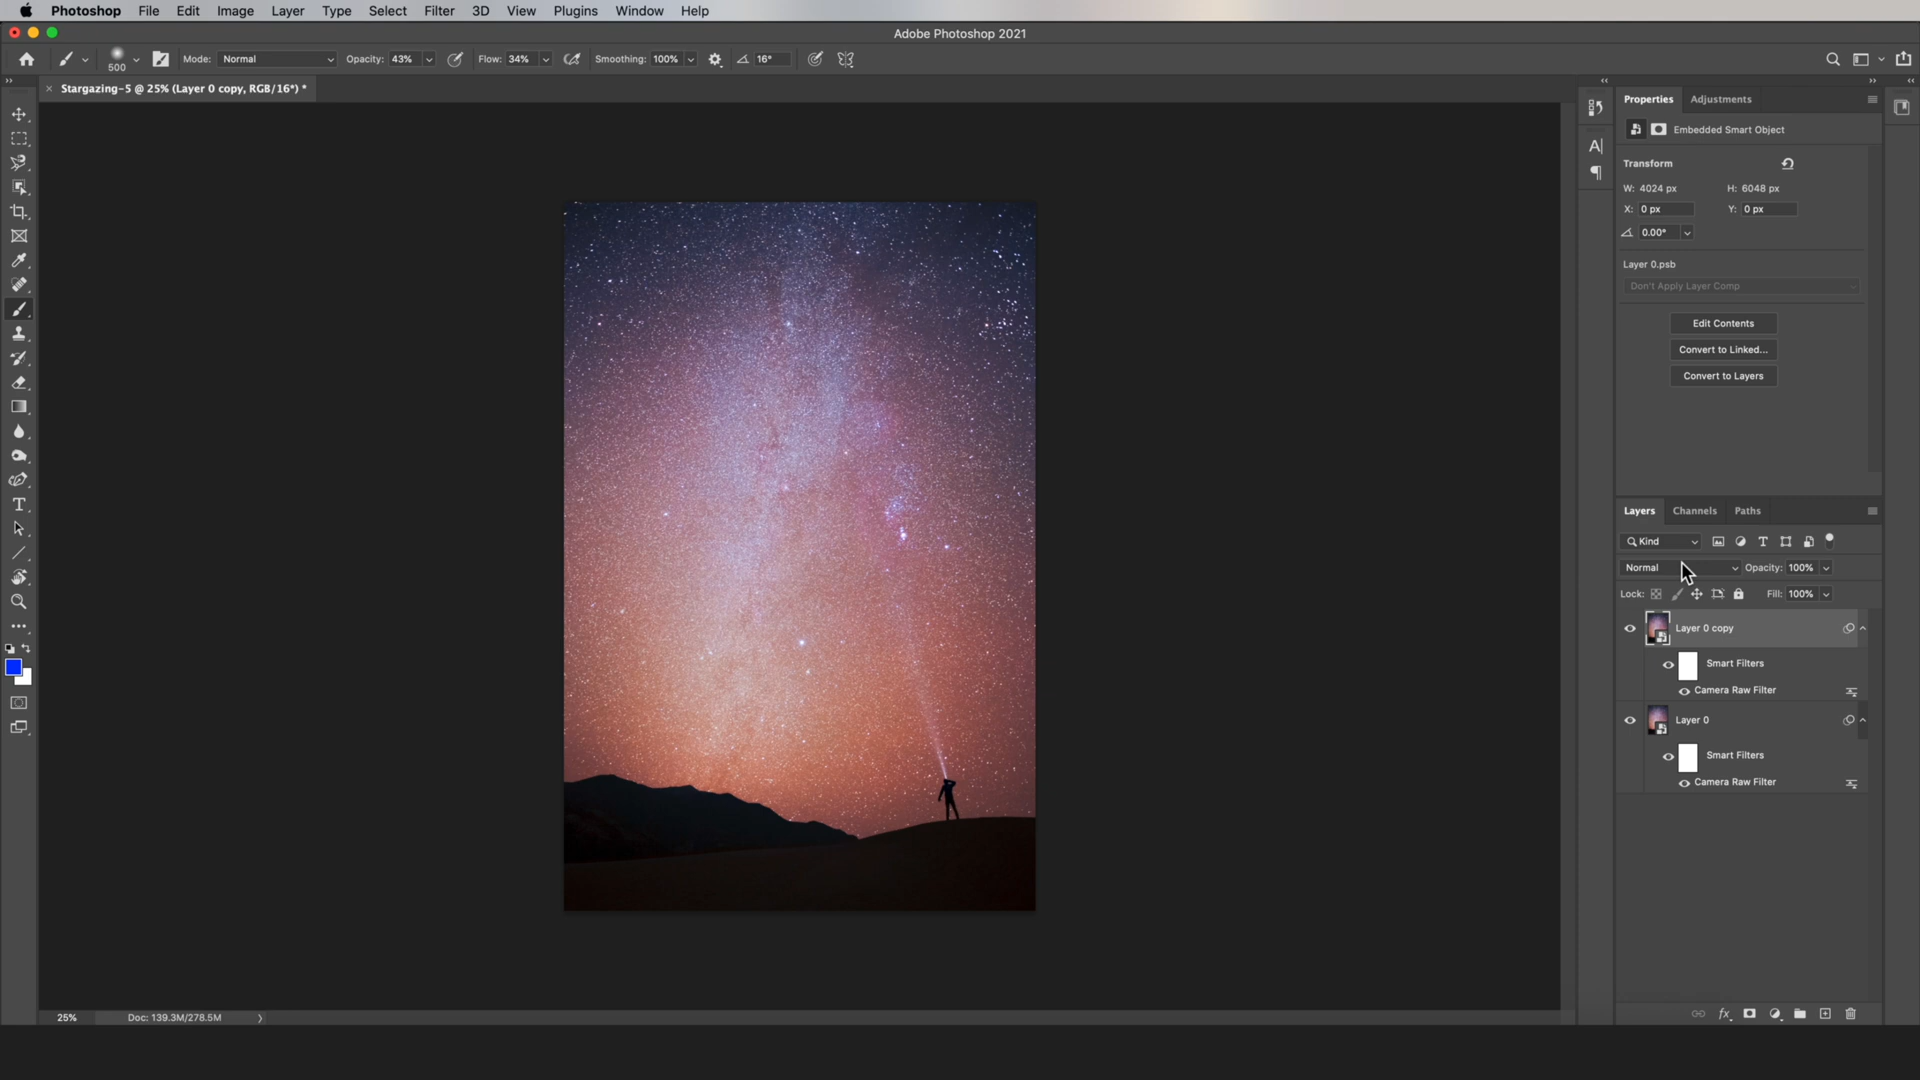 Photoshop File Edit Image Layer Type Select Filter 3D View Plugins Window Help
Adobe Photoshop 2021
500 Mode: Normal Opacity: 43% Flow: 34% Smoothing: 100% 16°
Stargazing-5 @ 25% (Layer 0 copy, RGB/16*) *
Properties Adjustments
Embedded Smart Object
Transform
W: 4024 px H: 6048 px
X: 0 px Y: 0 px
0.00°
Layer 0.psb
Don't Apply Layer Comp
Edit Contents
Convert to Linked...
Convert to Layers
Layers Channels Paths
Kind
Normal Opacity: 100%
Lock: Fill: 100%
Layer 0 copy
Smart Filters
Camera Raw Filter
Layer 0
Smart Filters
Camera Raw Filter
fx
25% Doc: 139.3M/278.5M